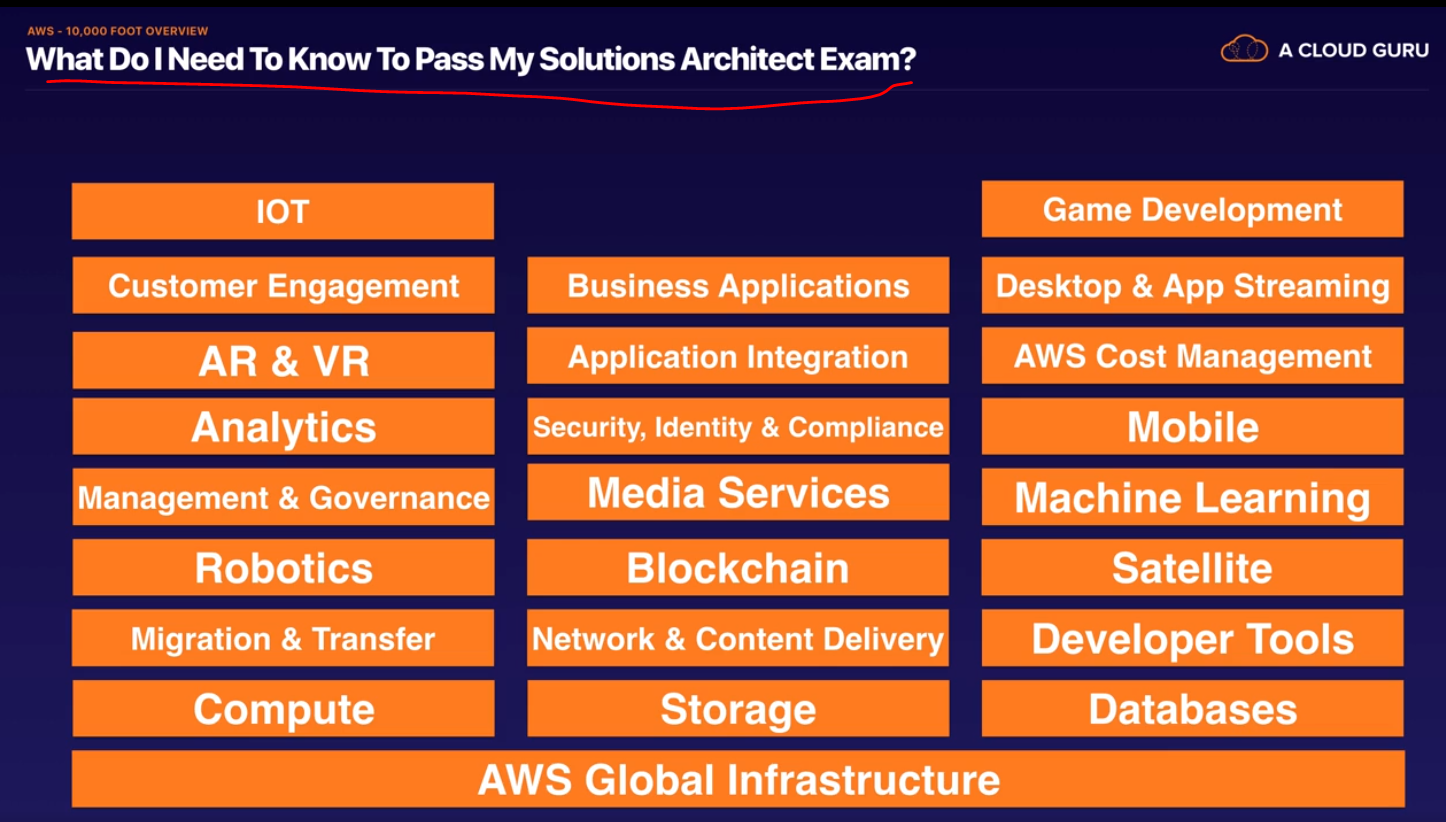 AWS - 10,000 FOOT OVERVIEW
What Do I Need To Know To Pass My Solutions Architect Exam?
A CLOUD GURU
IOT
Game Development
Customer Engagement
Business Applications
Desktop & App Streaming
AR & VR
Application Integration
AWS Cost Management
Analytics
Security, Identity & Compliance
Mobile
Management & Governance
Media Services
Machine Learning
Robotics
Blockchain
Satellite
Migration & Transfer
Network & Content Delivery
Developer Tools
Compute
Storage
Databases
AWS Global Infrastructure